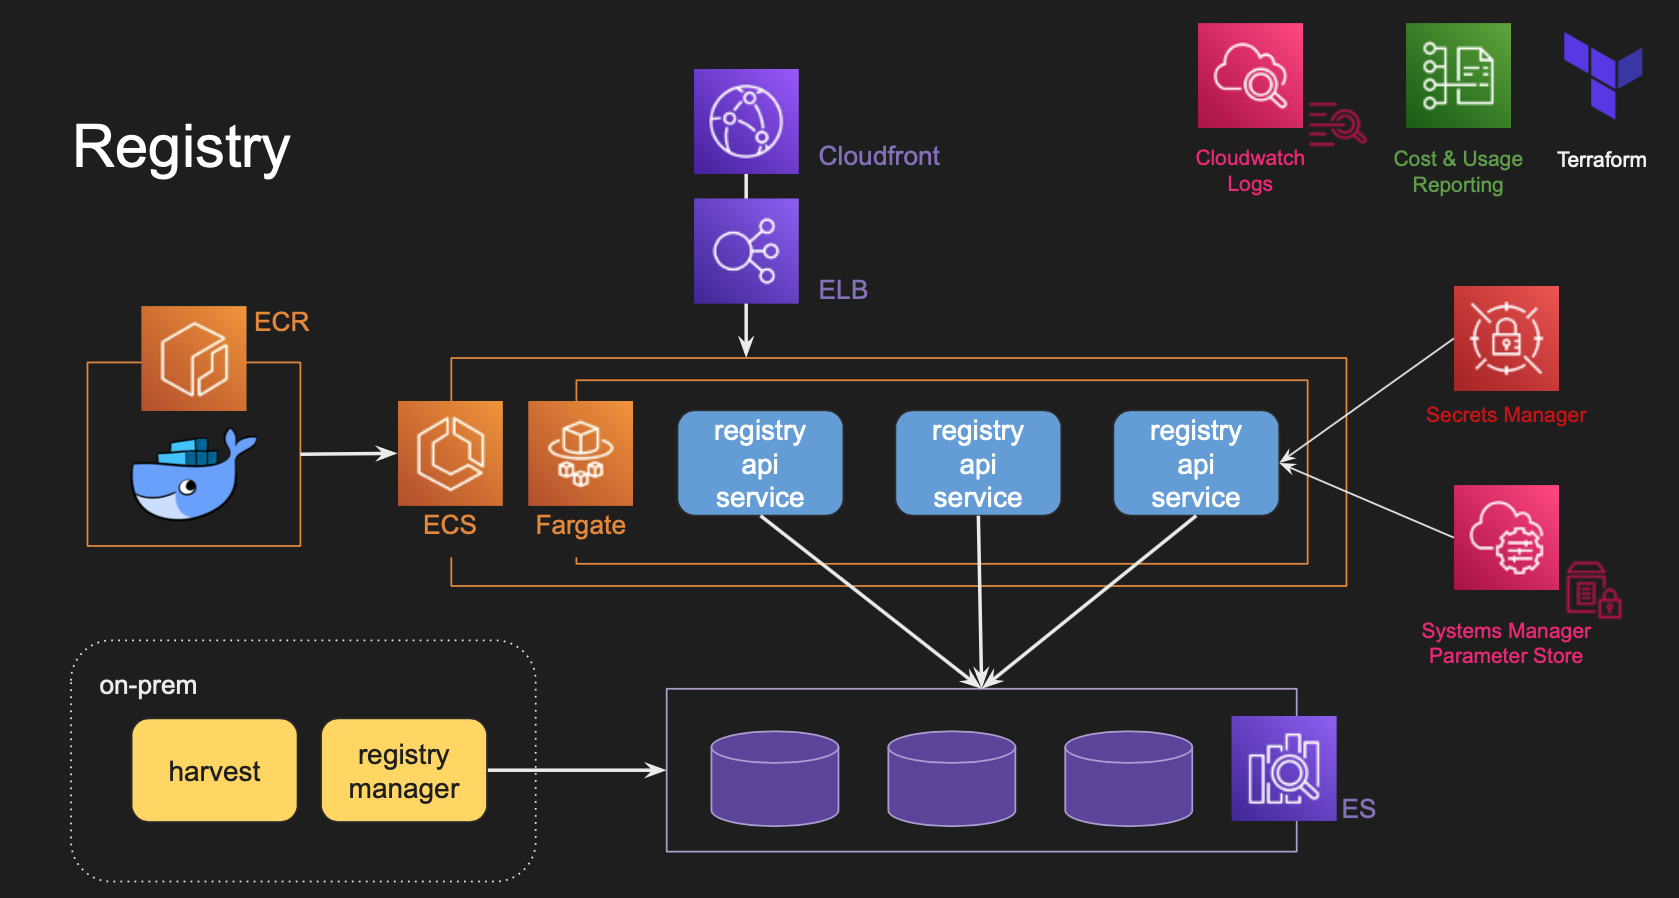 Registry
Cloudfront
ELB
Cloudwatch
Logs
Cost & Usage
Reporting
Terraform
ECR
ECS
Fargate
registry
api
service
registry
api
service
registry
api
service
Secrets Manager
Systems Manager
Parameter Store
on-prem
harvest
registry
manager
ES